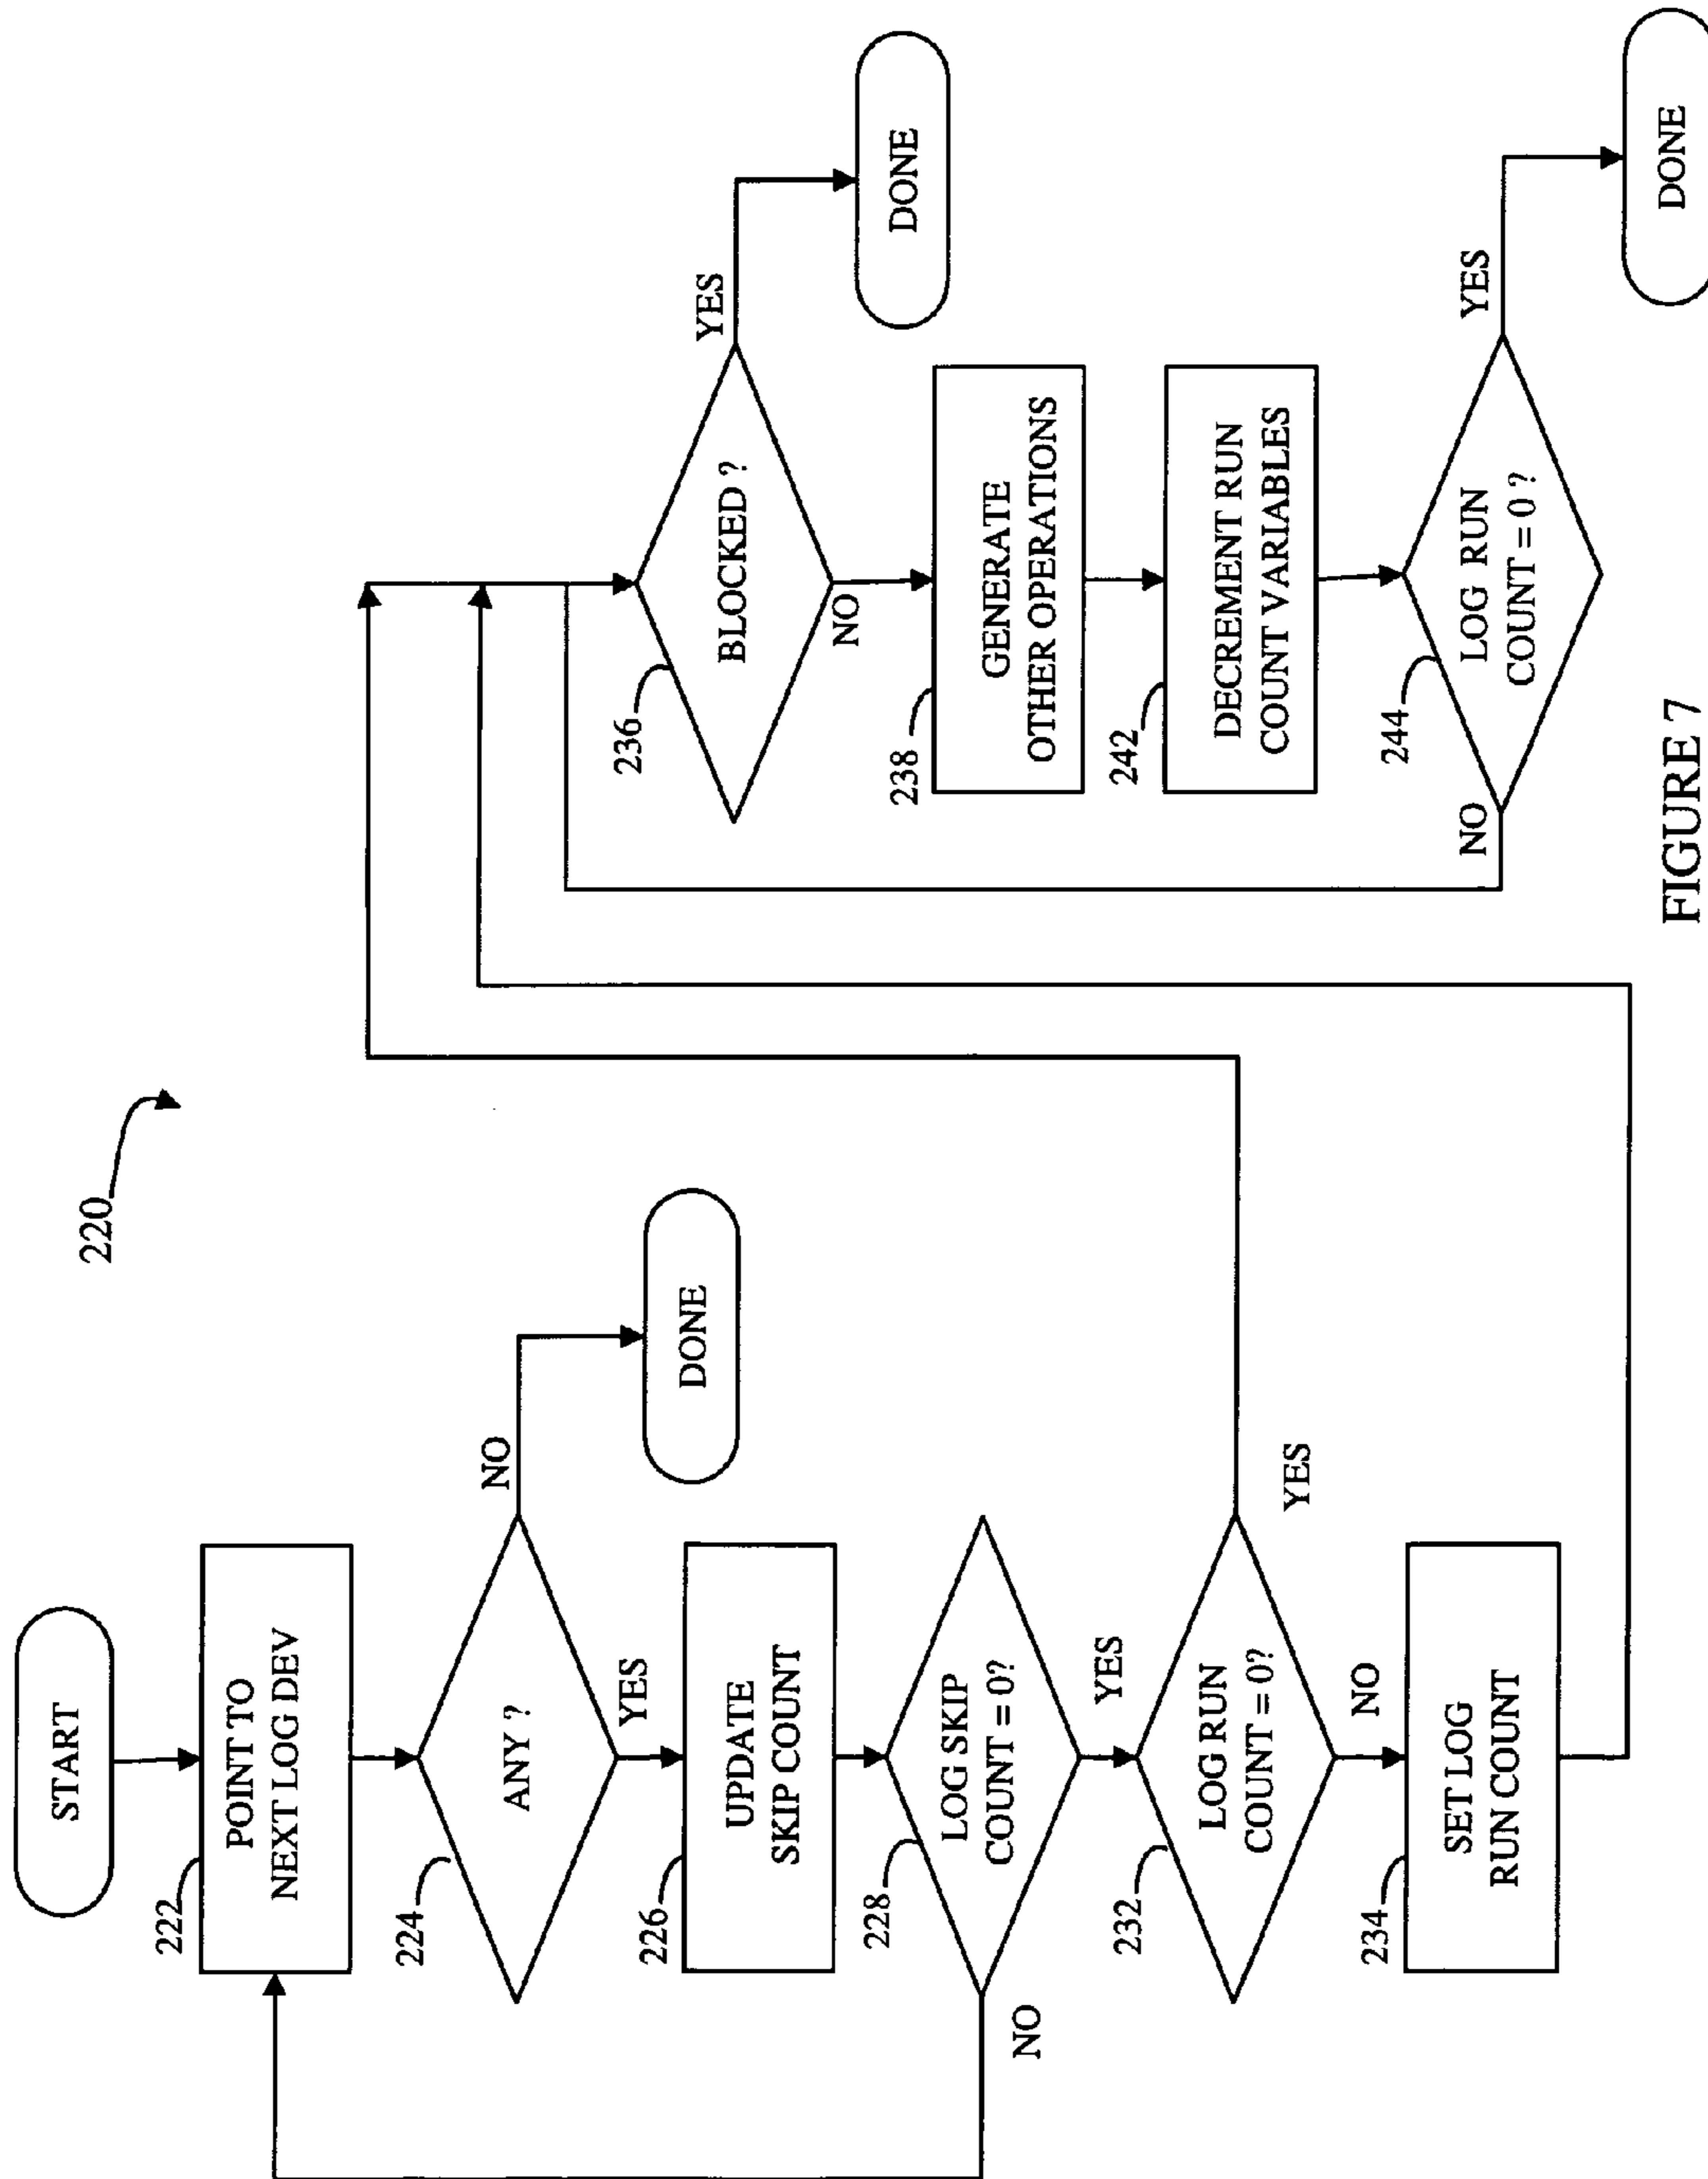 220
START
222
POINT TO
NEXT LOG DEV
224
ANY ?
NO
DONE
YES
226
UPDATE
SKIP COUNT
228
LOG SKIP
COUNT = 0?
NO
YES
232
LOG RUN
COUNT = 0?
YES
NO
234
SET LOG
RUN COUNT
236
BLOCKED ?
YES
DONE
NO
238
GENERATE
OTHER OPERATIONS
242
DECREMENT RUN
COUNT VARIABLES
244
LOG RUN
COUNT = 0 ?
NO
YES
DONE
FIGURE 7